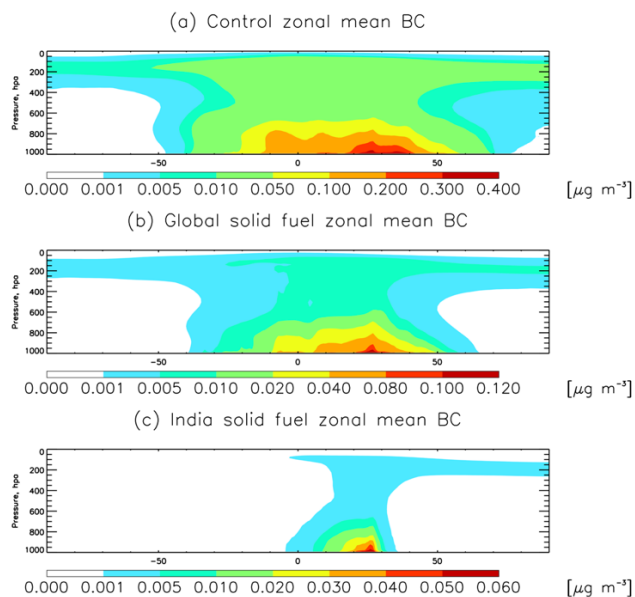 (a) Control zonal mean BC
Pressure, hpa
0
200
400
600
800
1000
-50 0 50
0.000 0.001 0.005 0.010 0.050 0.100 0.200 0.300 0.400 [μg m⁻³]
(b) Global solid fuel zonal mean BC
Pressure, hpa
0
200
400
600
800
1000
-50 0 50
0.000 0.001 0.005 0.010 0.020 0.040 0.080 0.100 0.120 [μg m⁻³]
(c) India solid fuel zonal mean BC
Pressure, hpa
0
200
400
600
800
1000
-50 0 50
0.000 0.001 0.005 0.010 0.020 0.030 0.040 0.050 0.060 [μg m⁻³]